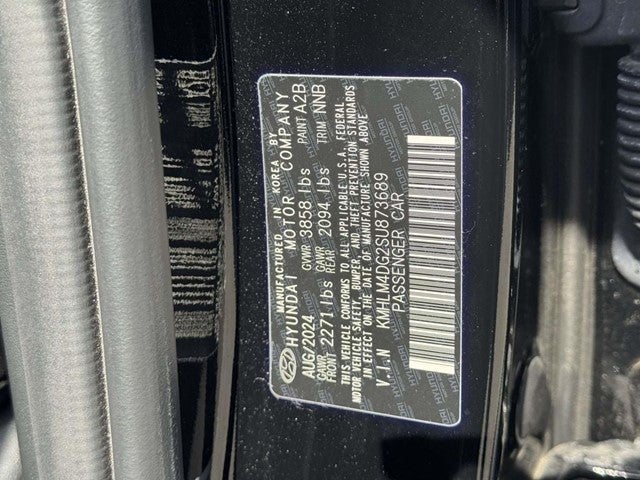 MANUFACTURED IN KOREA BY
HYUNDAI MOTOR COMPANY
AUG/2024 GVWR 3858 lbs PAINT A2B
GAWR FRONT 2271 lbs GAWR REAR 2094 lbs TRIM NNB
THIS VEHICLE CONFORMS TO ALL APPLICABLE U.S.A. FEDERAL
MOTOR VEHICLE SAFETY, BUMPER, AND THEFT PREVENTION STANDARDS
IN EFFECT ON THE DATE OF MANUFACTURE SHOWN ABOVE.
V.I.N KMHLM4DG2SU873689
PASSENGER CAR